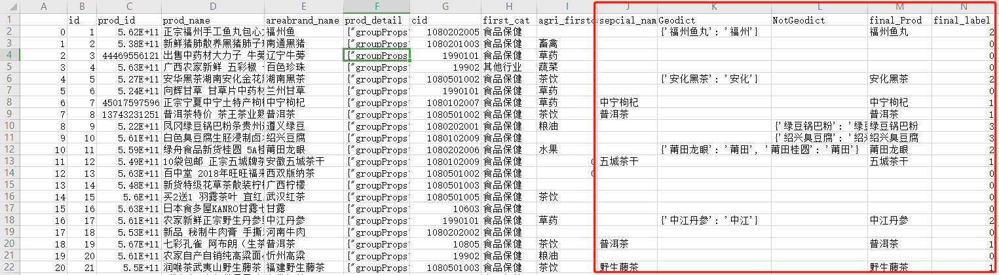 A B C D E F G H I J K L M N
1 id prod_id prod_name areabrand_name prod_detail cid first_cat agri_firstc sepcial_nam Geodict NotGeodict final_Prod final_label
2 0 1 5.62E+11 正宗福州手工鱼丸包心 福州鱼 {"groupProps 1080202005 食品保健 {'福州鱼丸': '福州'} 福州鱼丸 2
3 1 2 5.38E+11 新鲜猪肺散养黑猪肺子 南通黑猪 {"groupProps 1080201003 食品保健 畜禽 0
4 2 3 44469556121 出售中药材大力子 牛蒡 辽宁牛蒡 {"groupProps 1990101 食品保健 草药 0
5 3 4 5.63E+11 广西农家新鲜 五彩椒 百色珍珠 {"groupProps 19902 其他行业 蔬菜 0
6 4 5 5.27E+11 安华黑茶湖南安化金花 湖南黑茶 {"groupProps 1080501002 食品保健 茶饮 {'安化黑茶': '安化'} 安化黑茶 2
7 5 6 5.24E+11 向辉甘草 甘草片中药材 兰州甘草 {"groupProps 1990101 食品保健 草药 0
8 6 7 45017597596 正宗宁夏中宁土特产枸 中宁枸杞 {"groupProps 1080102007 食品保健 草药 中宁枸杞 中宁枸杞 1
9 7 8 13743231251 普洱茶特价 茶王茶业熟 普洱茶 {"groupProps 1080501002 食品保健 茶饮 普洱茶 普洱茶 1
10 8 9 5.22E+11 凤冈绿豆锅巴粉条贵州 遵义绿豆 {"groupProps 1080202001 食品保健 粮油 {'绿豆锅巴粉': '绿豆 绿豆锅巴粉 3
11 9 10 5.61E+11 白色臭豆腐生胚浸制卤 绍兴豆腐 {"groupProps 1080102009 食品保健 {'绍兴臭豆腐': '绍兴 绍兴臭豆腐 3
12 10 11 5.59E+11 绿舟食品新货桂圆 5A桂 莆田龙眼 {"groupProps 1080202006 食品保健 水果 {'莆田龙眼': '莆田', '莆田桂圆': '莆田'} 莆田龙眼 2
13 11 12 5.49E+11 10袋包邮 正宗五城牌茶 安徽五城茶干 {"groupProps 1080102009 食品保健 0 五城茶干 五城茶干 1
14 12 13 5.63E+11 百中堂 2018年旺旺福来 西双版纳茶 {"groupProps 1080501002 食品保健 0 0
15 13 14 5.48E+11 新货特级花草茶散装柠檬 广西柠檬 {"groupProps 1080501003 食品保健 0
16 14 15 5.6E+11 买2送1 羽露茶叶 宜红 武汉红茶 {"groupProps 1080501005 食品保健 茶饮 0
17 15 16 5.63E+11 日本食多屋KANRO甘露七 甘露 {"groupProps 10603 食品保健 0
18 16 17 5.61E+11 农家新鲜正宗野生丹参 中江丹参 {"groupProps 1990101 食品保健 草药 {'中江丹参': '中江'} 中江丹参 2
19 17 18 5.53E+11 新品 秘制牛肉膏 手撕 河南牛肉 {"groupProps 1080202002 食品保健 0
20 18 19 5.67E+11 七彩孔雀 阿布朗（生茶 普洱茶 {"groupProps 10805 食品保健 茶饮 普洱茶 普洱茶 1
21 19 20 5.61E+11 农家自产自销纯高粱面 忻州高粱 {"groupProps 19902 食品保健 粮油 0
22 20 21 5.5E+11 润喉茶武夷山野生藤茶 福建野生藤茶 {"groupProps 1080501003 食品保健 茶饮 野生藤茶 野生藤茶 1